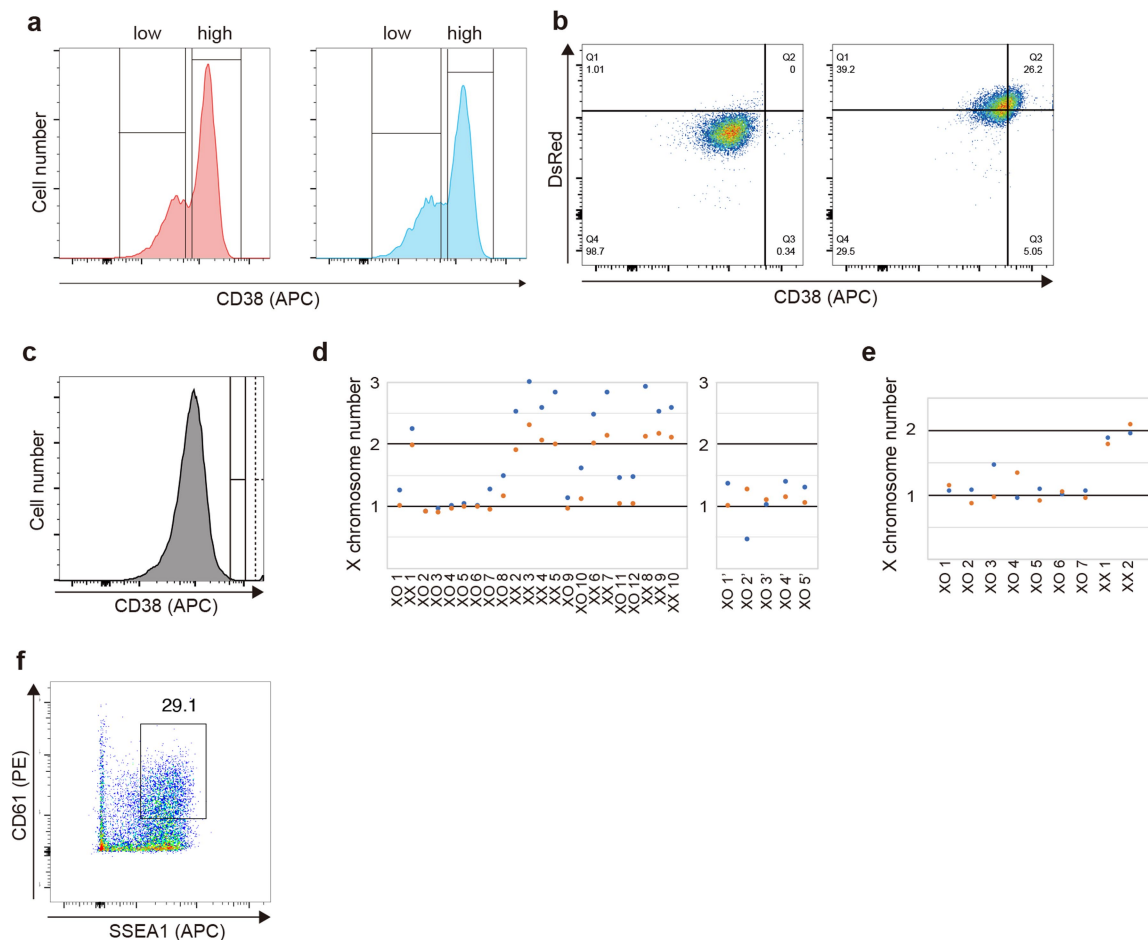 a
low high
low high
Cell number
CD38 (APC)
b
Q1
1.01
Q2
0
Q4
98.7
Q3
0.34
Q1
39.2
Q2
26.2
Q4
29.5
Q3
5.05
DsRed
CD38 (APC)
c
Cell number
CD38 (APC)
d
X chromosome number
3
2
1
XO 1
XX 1
XO 2
XO 3
XO 4
XO 5
XO 6
XO 7
XO 8
XX 2
XX 3
XX 4
XX 5
XO 9
XO 10
XX 6
XX 7
XO 11
XO 12
XX 8
XX 9
XX 10
3
2
1
XO 1'
XO 2'
XO 3'
XO 4'
XO 5'
e
X chromosome number
2
1
XO 1
XO 2
XO 3
XO 4
XO 5
XO 6
XO 7
XX 1
XX 2
f
29.1
CD61 (PE)
SSEA1 (APC)